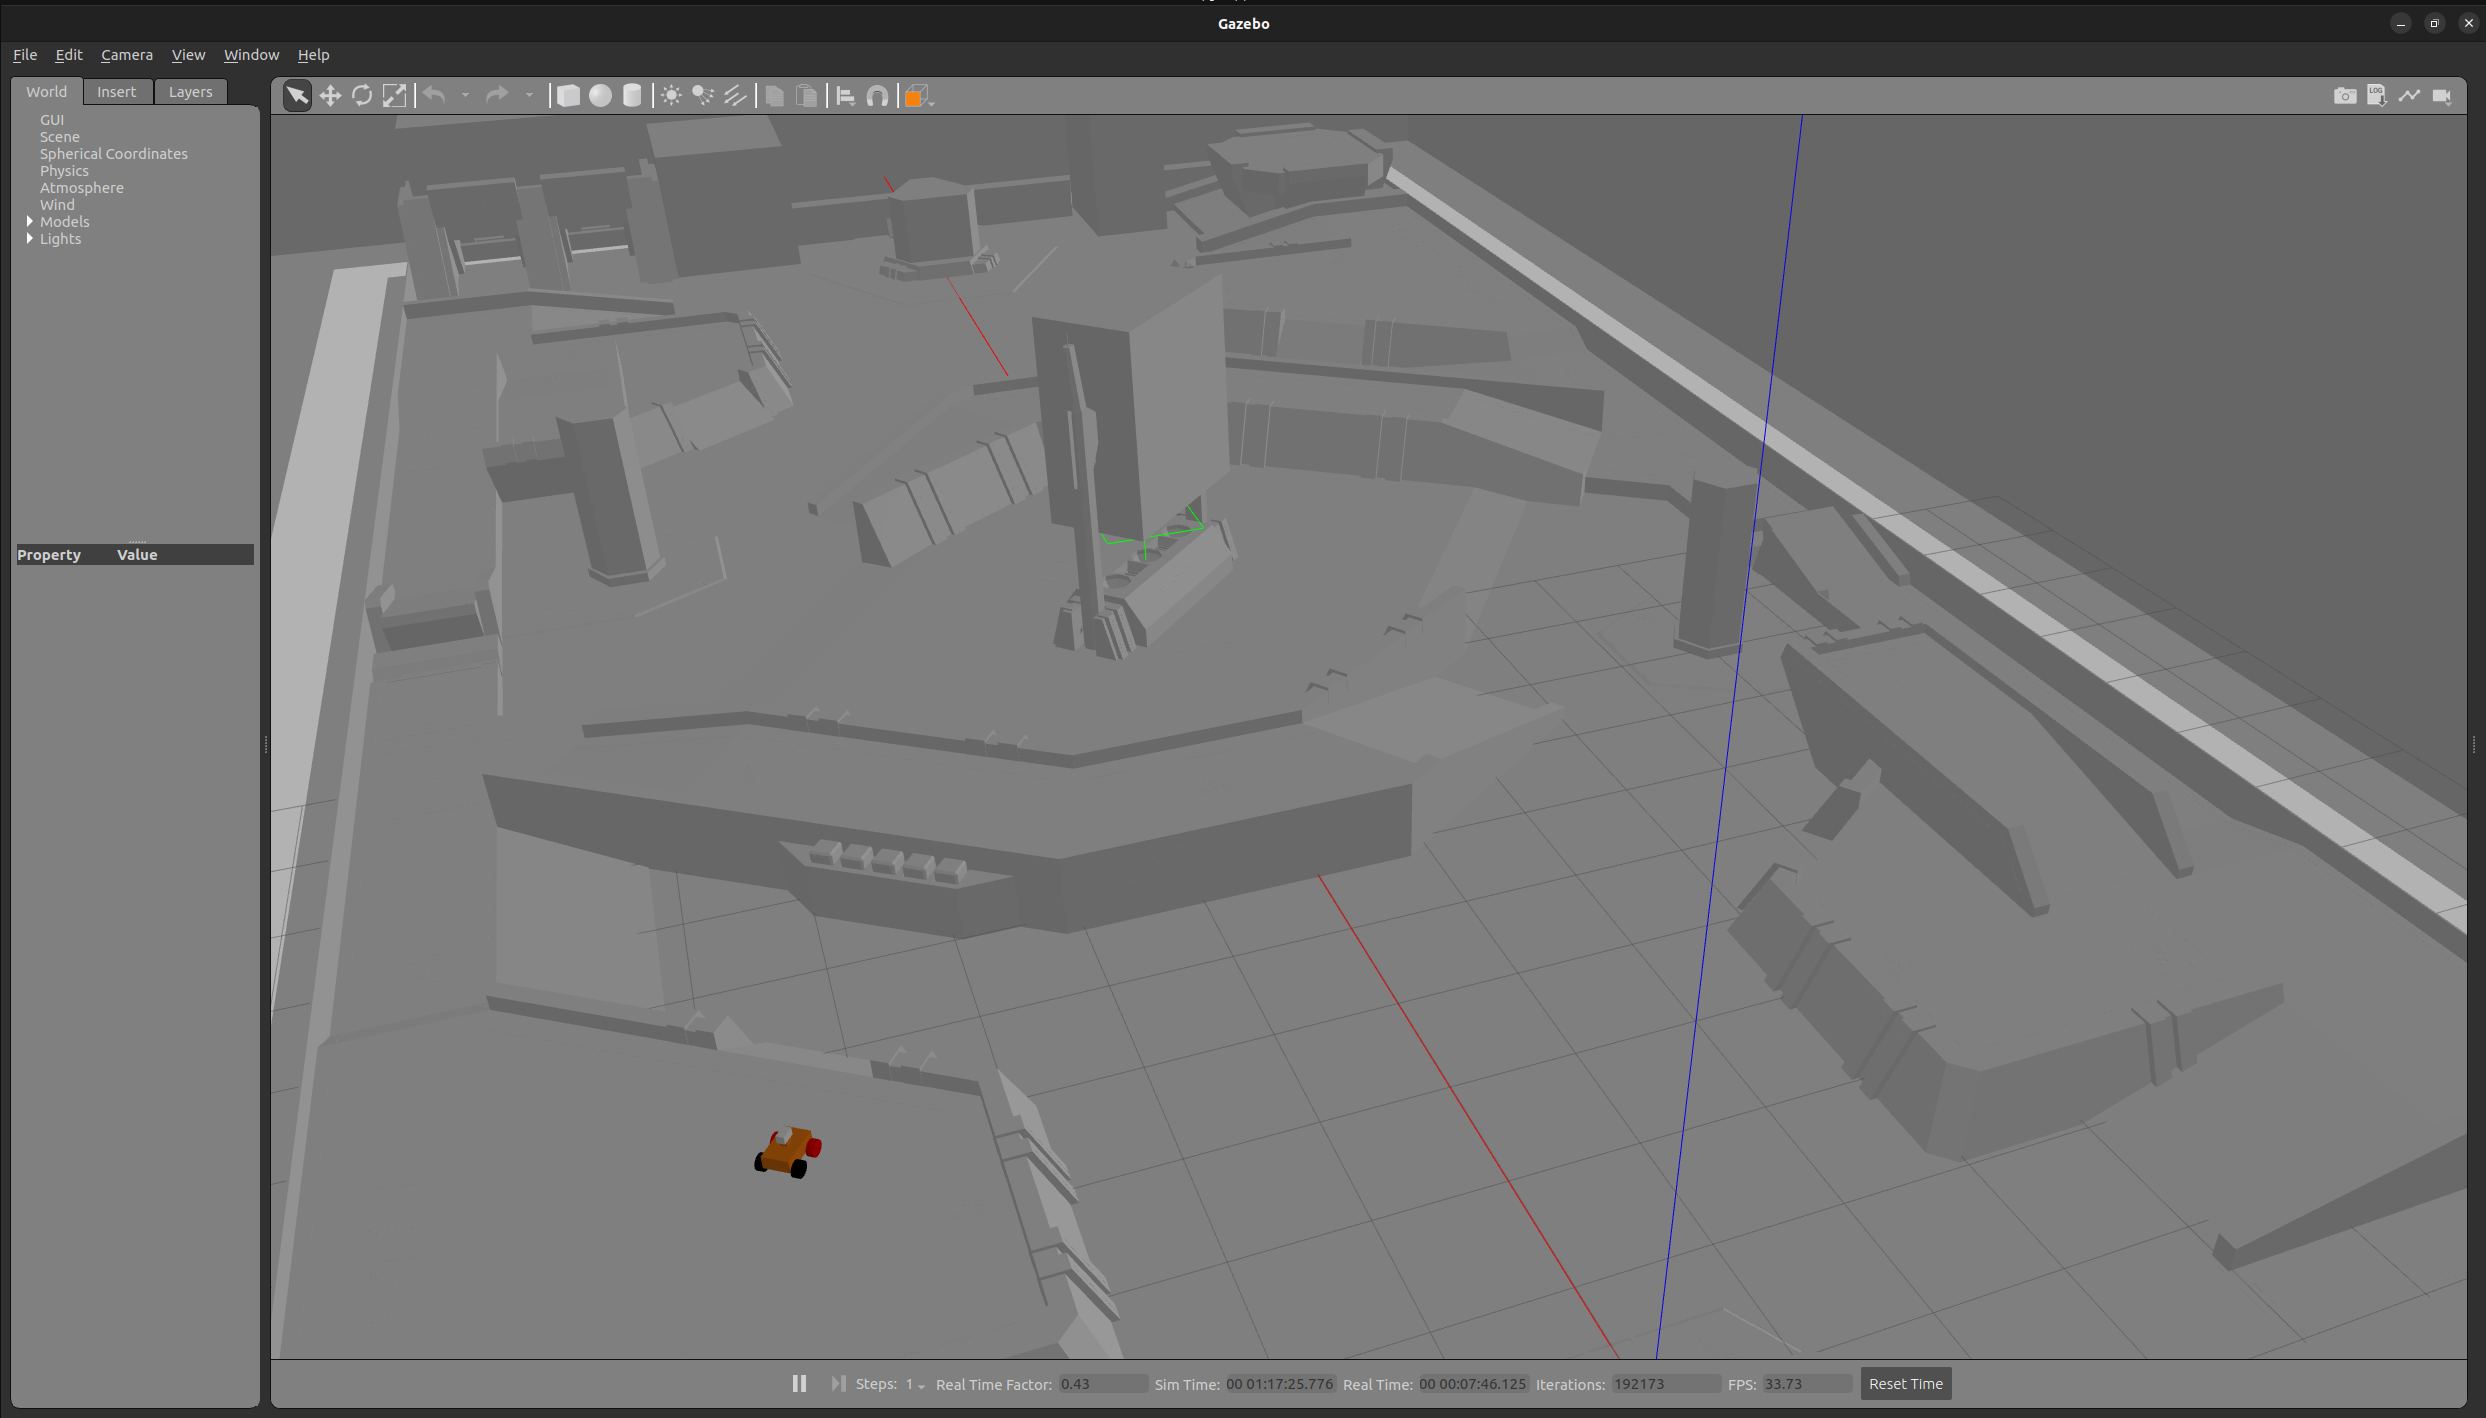 Gazebo
File Edit Camera View Window Help
World Insert Layers
LOG
GUI
Scene
Spherical Coordinates
Physics
Atmosphere
Wind
Models
Lights
Property Value
Steps: 1 Real Time Factor: 0.43 Sim Time: 00 01:17:25.776 Real Time: 00 00:07:46.125 Iterations: 192173 FPS: 33.73 Reset Time